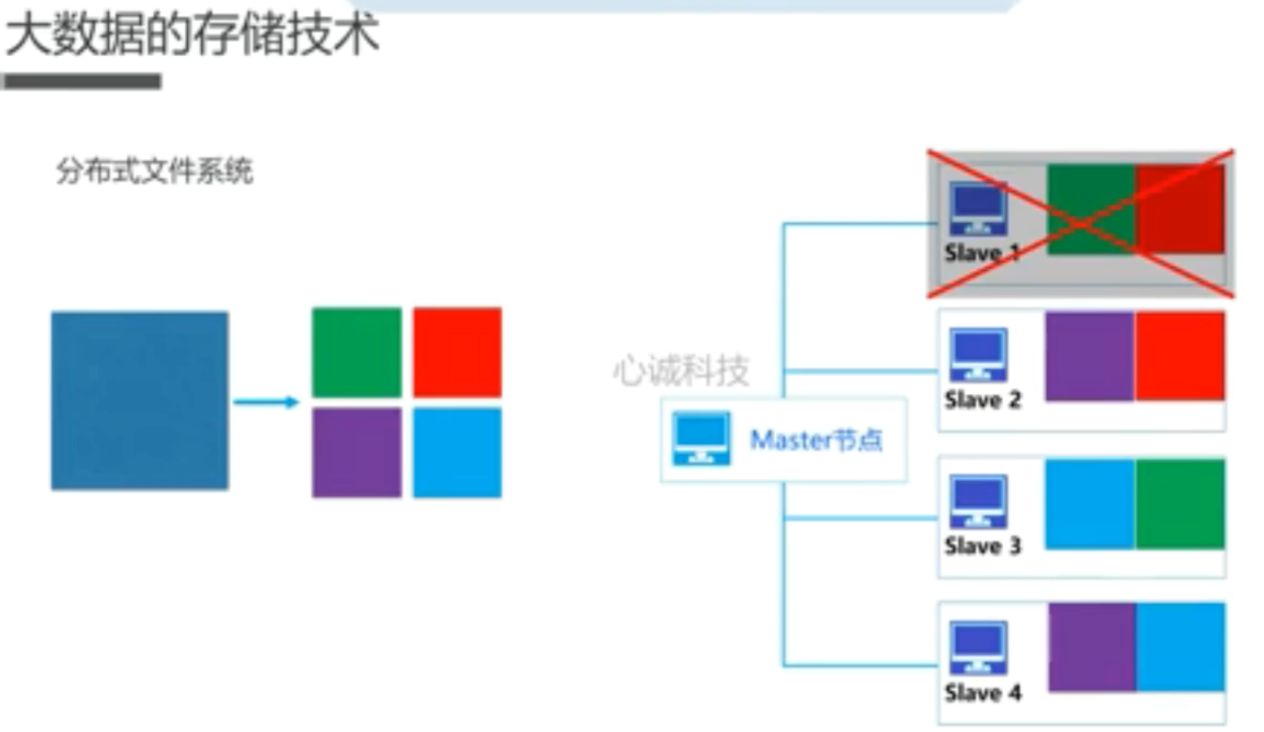 大数据的存储技术
分布式文件系统
Slave 1
心诚科技
Slave 2
Master节点
Slave 3
Slave 4